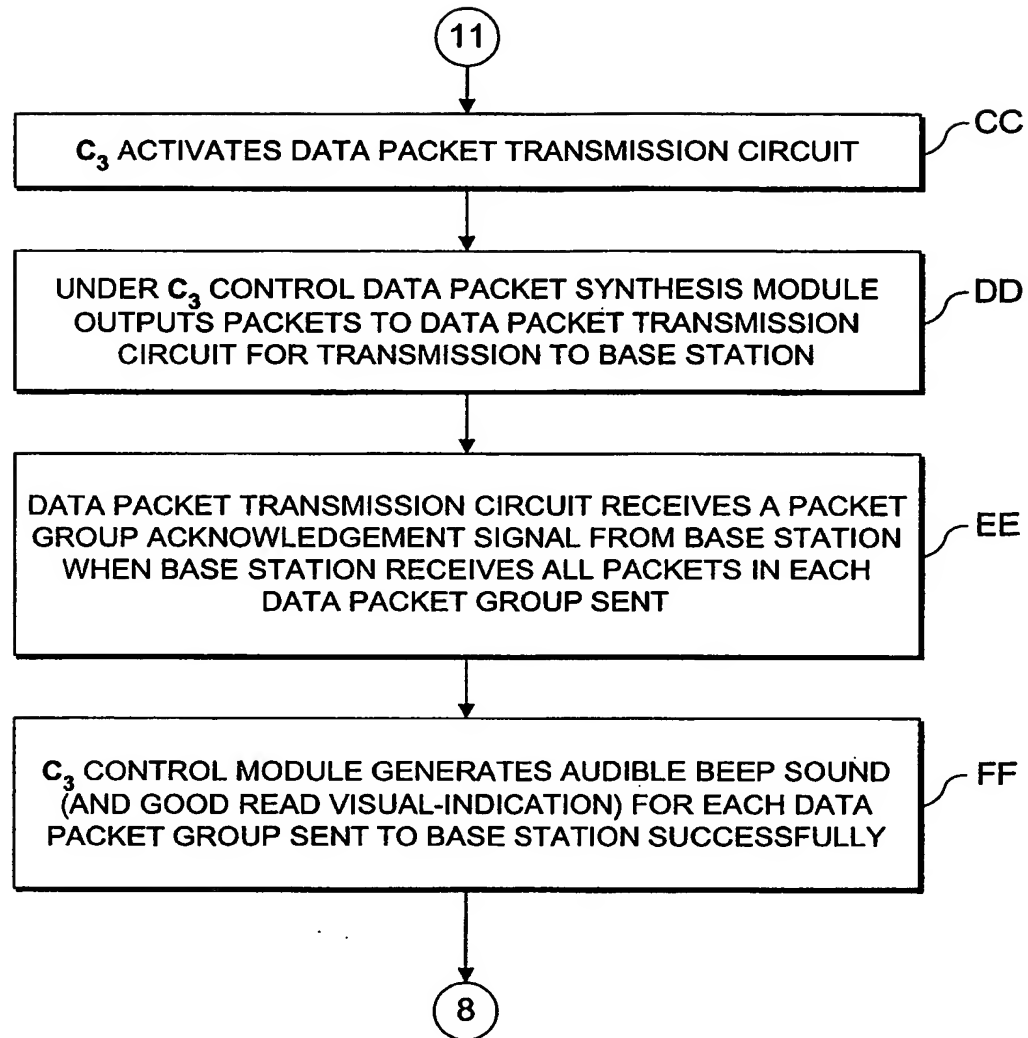 11
C₃ ACTIVATES DATA PACKET TRANSMISSION CIRCUIT
CC
UNDER C₃ CONTROL DATA PACKET SYNTHESIS MODULE
OUTPUTS PACKETS TO DATA PACKET TRANSMISSION
CIRCUIT FOR TRANSMISSION TO BASE STATION
DD
DATA PACKET TRANSMISSION CIRCUIT RECEIVES A PACKET
GROUP ACKNOWLEDGEMENT SIGNAL FROM BASE STATION
WHEN BASE STATION RECEIVES ALL PACKETS IN EACH
DATA PACKET GROUP SENT
EE
C₃ CONTROL MODULE GENERATES AUDIBLE BEEP SOUND
(AND GOOD READ VISUAL-INDICATION) FOR EACH DATA
PACKET GROUP SENT TO BASE STATION SUCCESSFULLY
FF
8